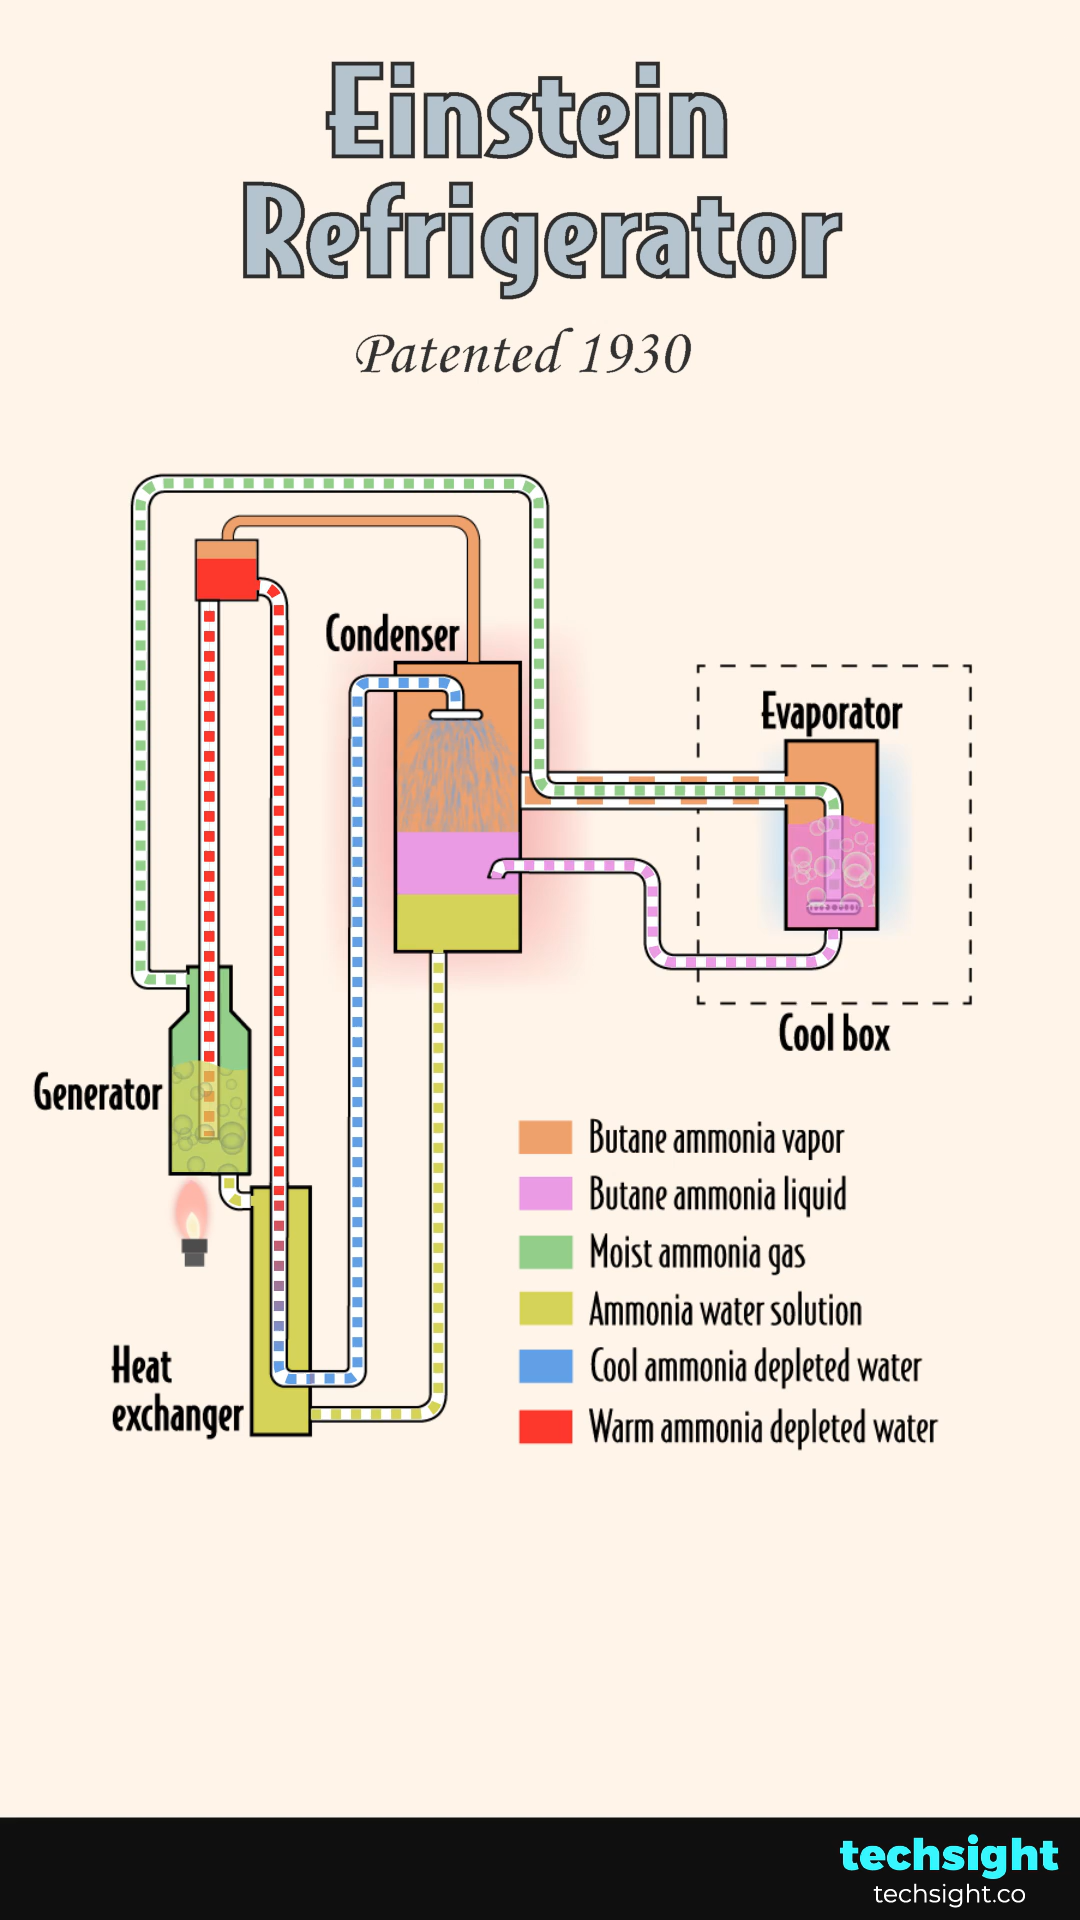 Einstein
Refrigerator
Patented 1930
Condenser
Evaporator
Cool box
Generator
Heat
exchanger
Butane ammonia vapor
Butane ammonia liquid
Moist ammonia gas
Ammonia water solution
Cool ammonia depleted water
Warm ammonia depleted water
techsight
techsight.co